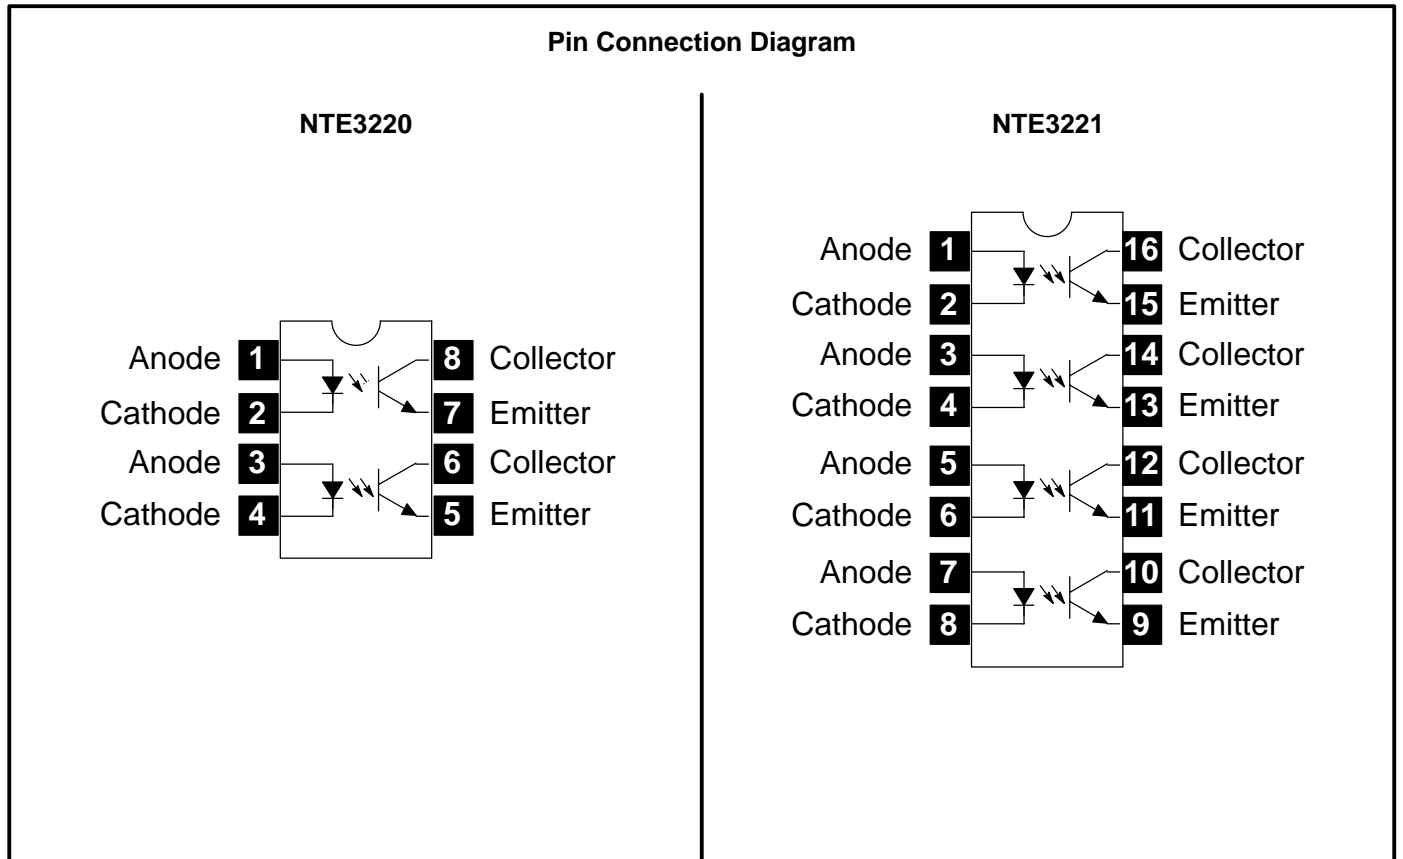 Pin Connection Diagram
NTE3220
Anode 1 8 Collector
Cathode 2 7 Emitter
Anode 3 6 Collector
Cathode 4 5 Emitter
NTE3221
Anode 1 16 Collector
Cathode 2 15 Emitter
Anode 3 14 Collector
Cathode 4 13 Emitter
Anode 5 12 Collector
Cathode 6 11 Emitter
Anode 7 10 Collector
Cathode 8 9 Emitter